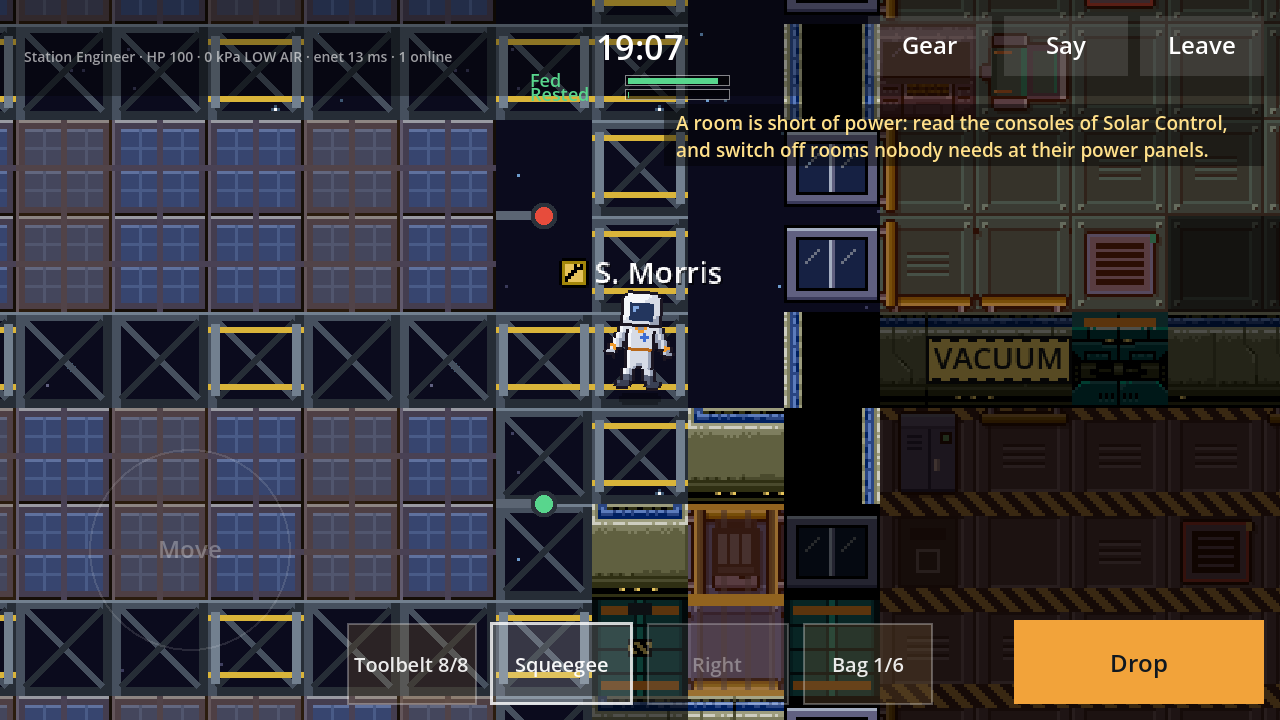 Station Engineer · HP 100 · 0 kPa LOW AIR · enet 13 ms · 1 online
19:07
Fed
Rested
Gear
Say
Leave
A room is short of power: read the consoles of Solar Control,
and switch off rooms nobody needs at their power panels.
S. Morris
VACUUM
Move
Toolbelt 8/8
Squeegee
Right
Bag 1/6
Drop